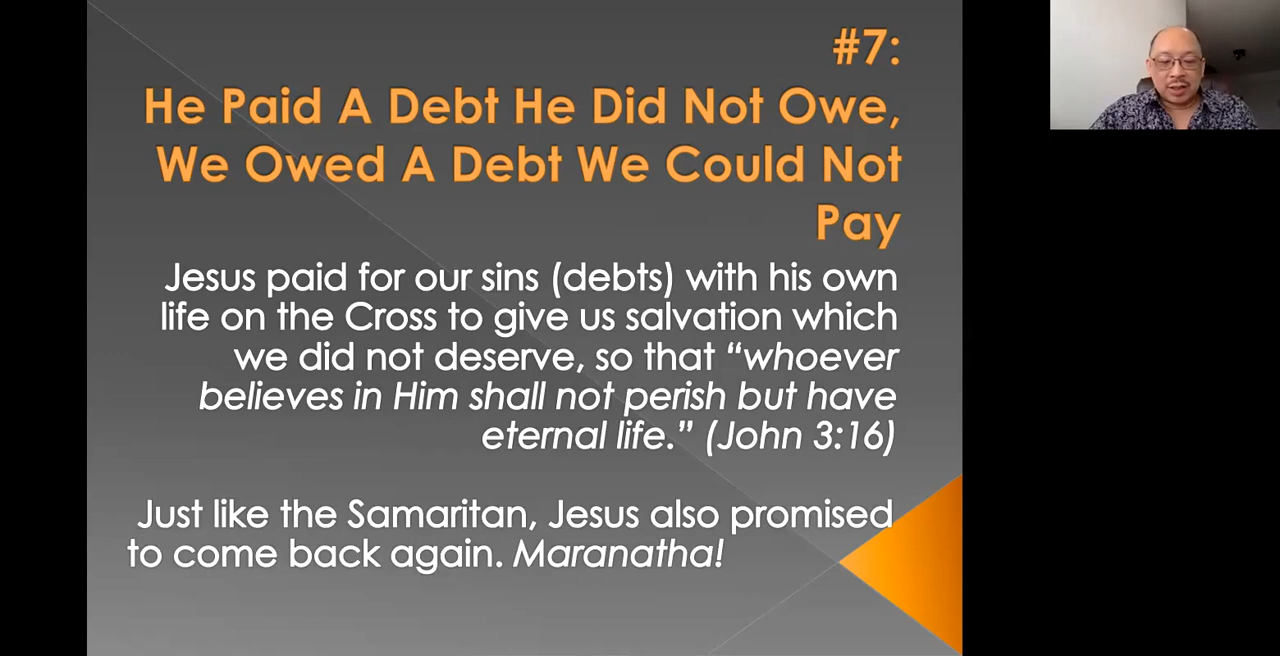 #7:
He Paid A Debt He Did Not Owe,
We Owed A Debt We Could Not
Pay
Jesus paid for our sins (debts) with his own
life on the Cross to give us salvation which
we did not deserve, so that “whoever
believes in Him shall not perish but have
eternal life.” (John 3:16)
Just like the Samaritan, Jesus also promised
to come back again. Maranatha!